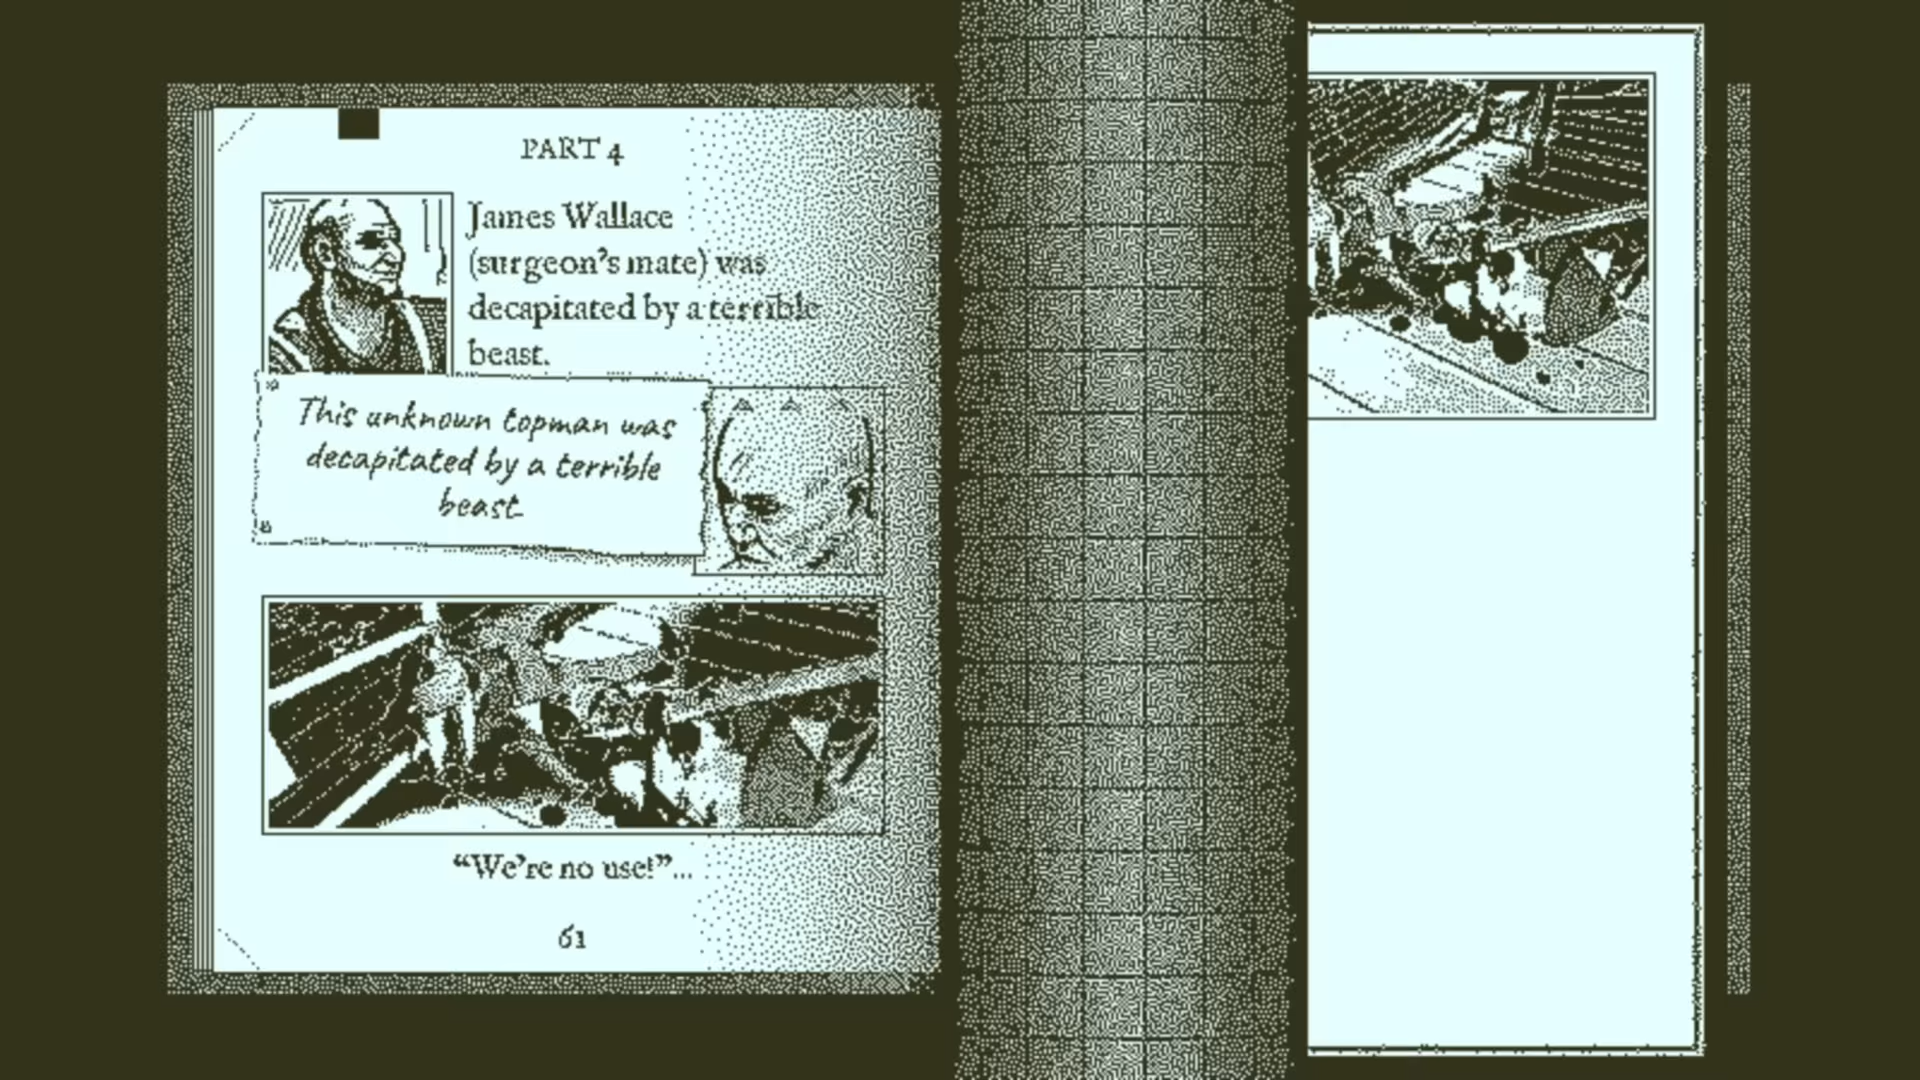 PART 4
James Wallace
(surgeon's mate) was
decapitated by a terrible
beast.
This unknown topman was
decapitated by a terrible
beast.
“We're no use!”...
61